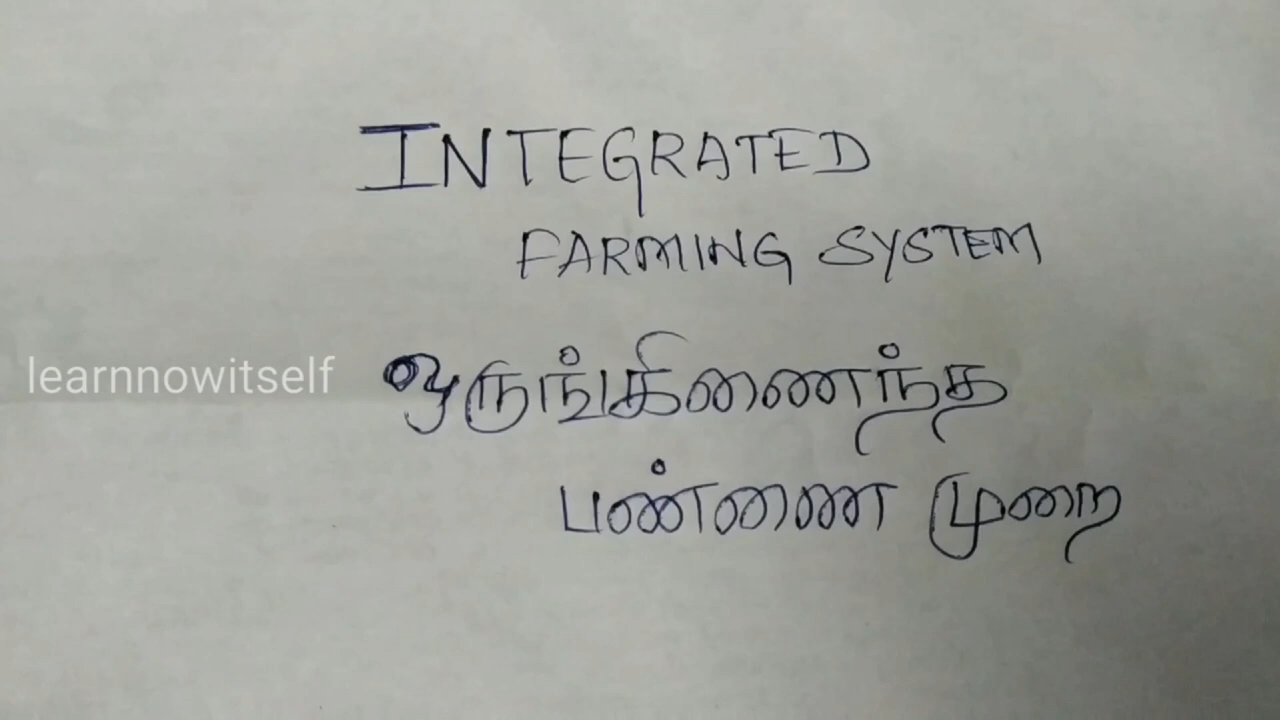 INTEGRATED
FARMING SYSTEM
learnnowitself
ஒருங்கிணைந்த
பண்ணை முறை